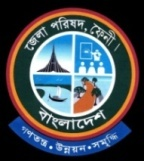 জেলা পরিষদ, ফেনী।
বাংলাদেশ
গণতন্ত্র - উন্নয়ন - সমৃদ্ধি